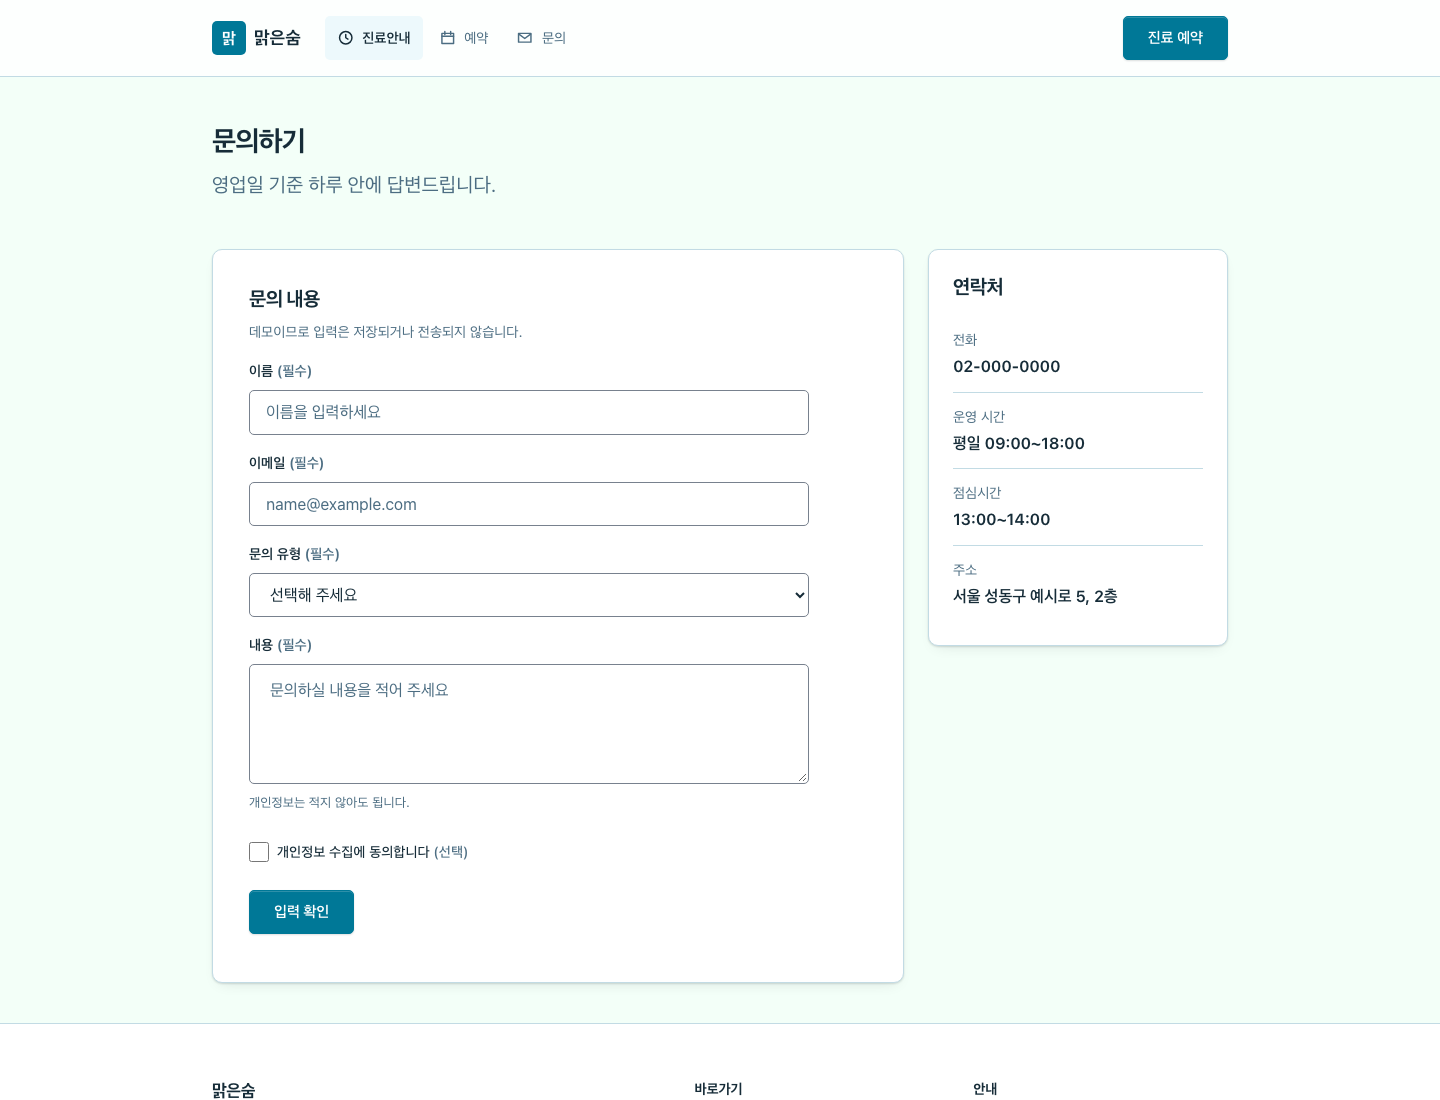 맑 맑은숨 진료안내 예약 문의 진료 예약
문의하기
영업일 기준 하루 안에 답변드립니다.
문의 내용
데모이므로 입력은 저장되거나 전송되지 않습니다.
이름 (필수)
이름을 입력하세요
이메일 (필수)
name@example.com
문의 유형 (필수)
선택해 주세요
내용 (필수)
문의하실 내용을 적어 주세요
개인정보는 적지 않아도 됩니다.
개인정보 수집에 동의합니다 (선택)
입력 확인
연락처
전화
02-000-0000
운영 시간
평일 09:00~18:00
점심시간
13:00~14:00
주소
서울 성동구 예시로 5, 2층
맑은숨 바로가기 안내